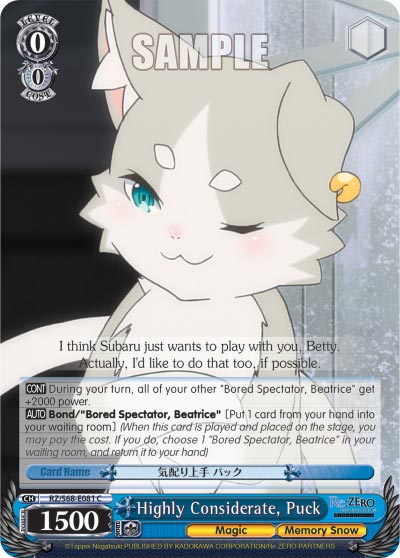 LEVEL
0
0
COST
SAMPLE
I think Subaru just wants to play with you, Betty.
Actually, I'd like to do that too, if possible.
CONT During your turn, all of your other "Bored Spectator, Beatrice" get
+2000 power.
AUTO Bond/"Bored Spectator, Beatrice" [Put 1 card from your hand into
your waiting room] (When this card is played and placed on the stage, you
may pay the cost. If you do, choose 1 "Bored Spectator, Beatrice" in your
waiting room, and return it to your hand)
Card Name 気配り上手 パック
CH RZ/S68-E081 C
POWER 1500
Highly Considerate, Puck
Re:ZERO
Magic Memory Snow
©Tappei Nagatsuki,PUBLISHED BY KADOKAWA CORPORATION/Re:ZERO PARTNERS